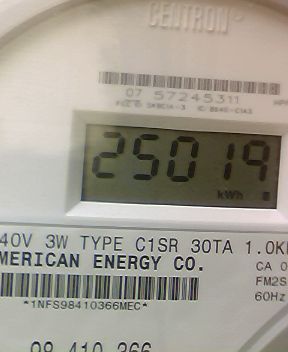 CENTRON
07 57245311
25019
kWh
40V 3W TYPE C1SR 30TA 1.0K
MERICAN ENERGY CO.
CA 0
FM2S
60Hz
*1NFS98410366MEC*
98 410 366